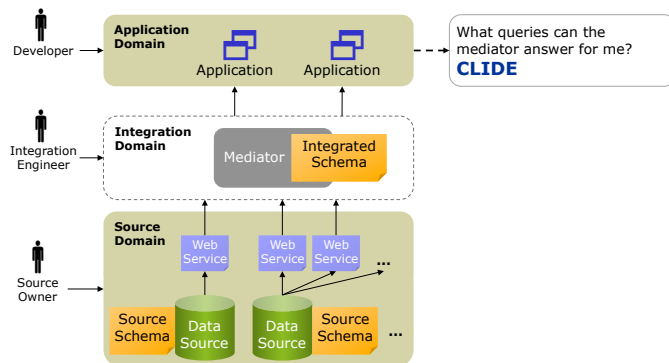 Developer
Application
Domain
Application
Application
What queries can the
mediator answer for me?
CLIDE
Integration
Engineer
Integration
Domain
Mediator
Integrated
Schema
Source
Owner
Source
Domain
Web
Service
Web
Service
Web
Service
...
Source
Schema
Data
Source
Data
Source
Source
Schema
...